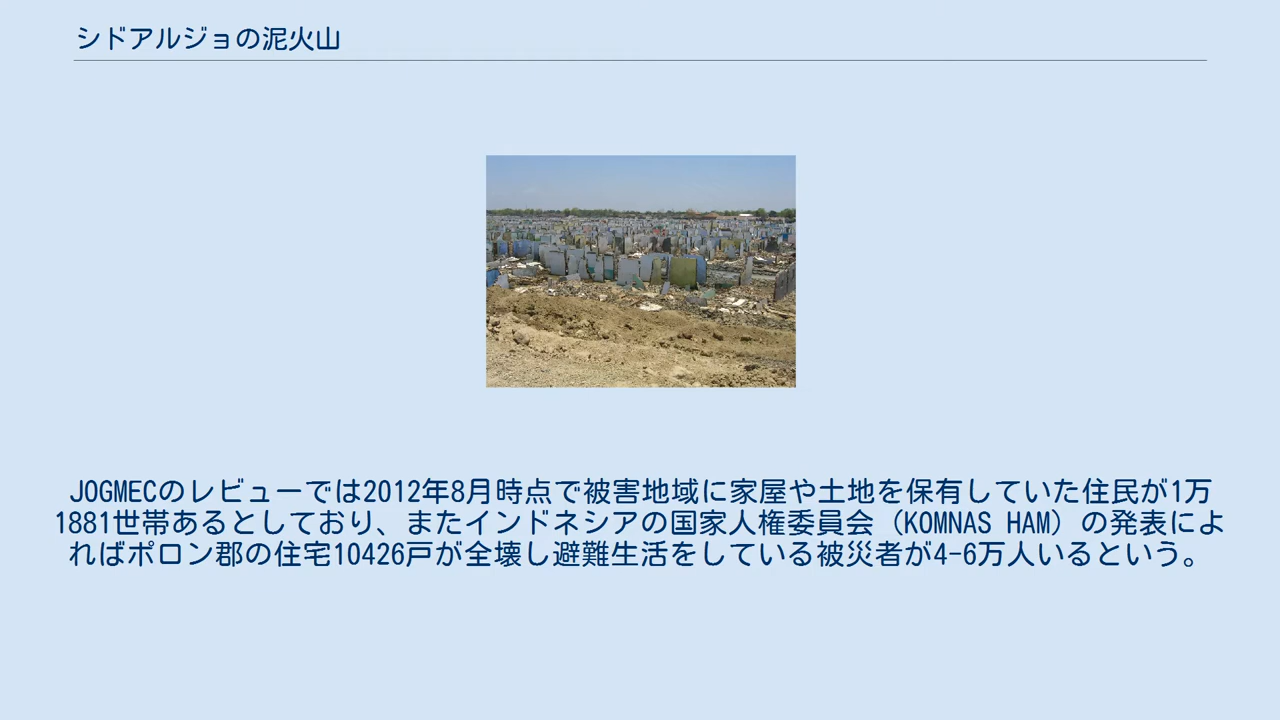 シドアルジョの泥火山
JOGMECのレビューでは2012年8月時点で被害地域に家屋や土地を保有していた住民が1万
1881世帯あるとしており、またインドネシアの国家人権委員会（KOMNAS HAM）の発表によ
ればポロン郡の住宅10426戸が全壊し避難生活をしている被災者が4-6万人いるという。